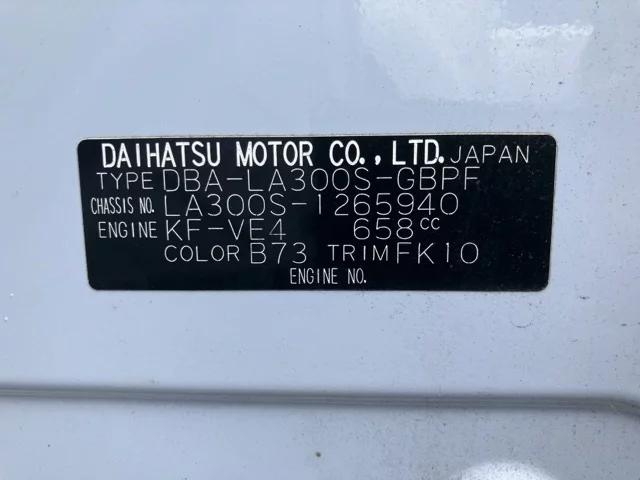 DAIHATSU MOTOR CO., LTD. JAPAN
TYPE DBA-LA300S-GBPF
CHASSIS NO. LA300S-1265940
ENGINE KF-VE4 658cc
COLOR B73 TRIM FK10
ENGINE NO.